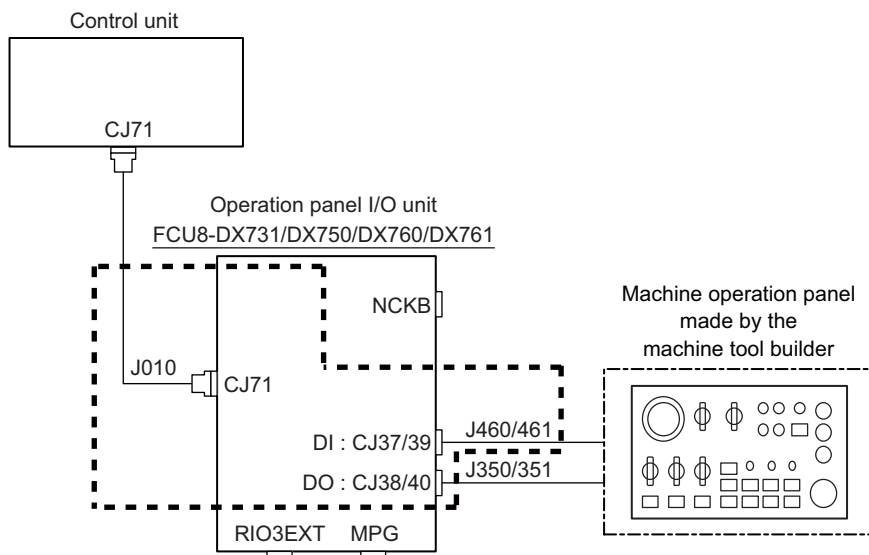 Control unit
CJ71
Operation panel I/O unit
FCU8-DX731/DX750/DX760/DX761
NCKB
Machine operation panel
made by the
machine tool builder
J010
CJ71
DI : CJ37/39
J460/461
DO : CJ38/40
J350/351
RIO3EXT
MPG